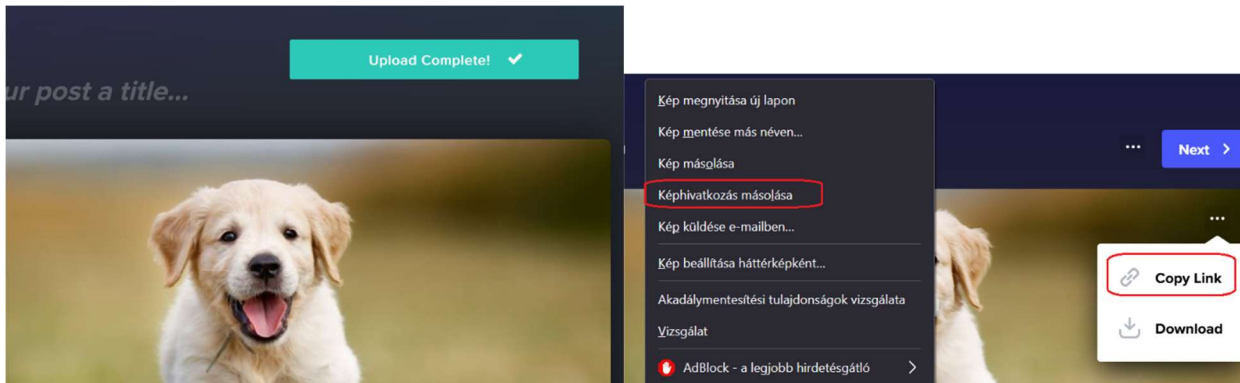 Upload Complete!
ur post a title...
Kép megnyitása új lapon
Kép mentése más néven...
Kép másolása
Képhivatkozás másolása
Kép küldése e-mailben...
Kép beállítása háttérképként...
Akadálymentesítési tulajdonságok vizsgálata
Vizsgálat
AdBlock - a legjobb hirdetésgátló
Next
Copy Link
Download